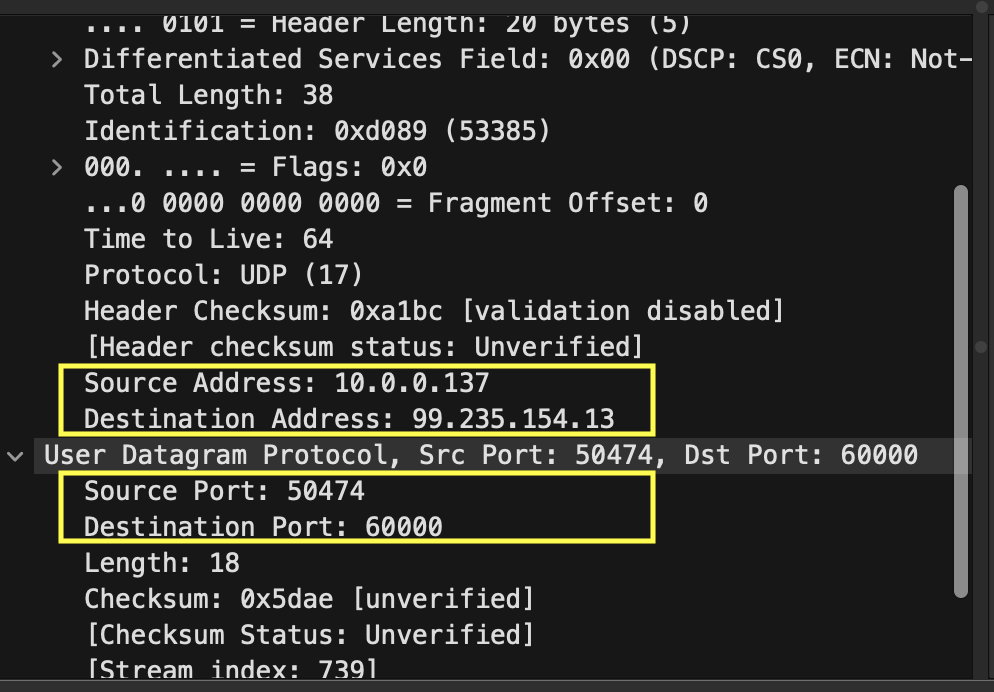 .... 0101 = Header Length: 20 bytes (5)
Differentiated Services Field: 0x00 (DSCP: CS0, ECN: Not-
Total Length: 38
Identification: 0xd089 (53385)
000. .... = Flags: 0x0
...0 0000 0000 0000 = Fragment Offset: 0
Time to Live: 64
Protocol: UDP (17)
Header Checksum: 0xa1bc [validation disabled]
[Header checksum status: Unverified]
Source Address: 10.0.0.137
Destination Address: 99.235.154.13
User Datagram Protocol, Src Port: 50474, Dst Port: 60000
Source Port: 50474
Destination Port: 60000
Length: 18
Checksum: 0x5dae [unverified]
[Checksum Status: Unverified]
[Stream index: 739]